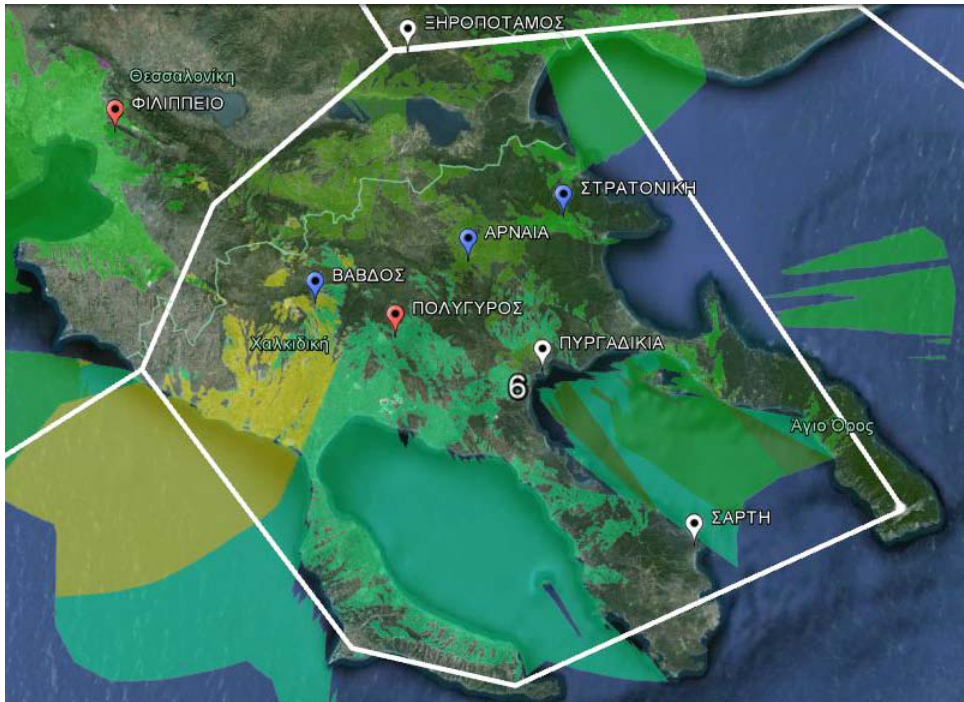 ΞΗΡΟΠΟΤΑΜΟΣ
Θεσσαλονίκη
ΦΙΛΙΠΠΕΙΟ
ΣΤΡΑΤΟΝΙΚΗ
ΑΡΝΑΙΑ
ΒΑΒΔΟΣ
ΠΟΛΥΓΥΡΟΣ
Χαλκιδική
ΠΥΡΓΑΔΙΚΙΑ
6
Άγιο Όρος
ΣΑΡΤΗ